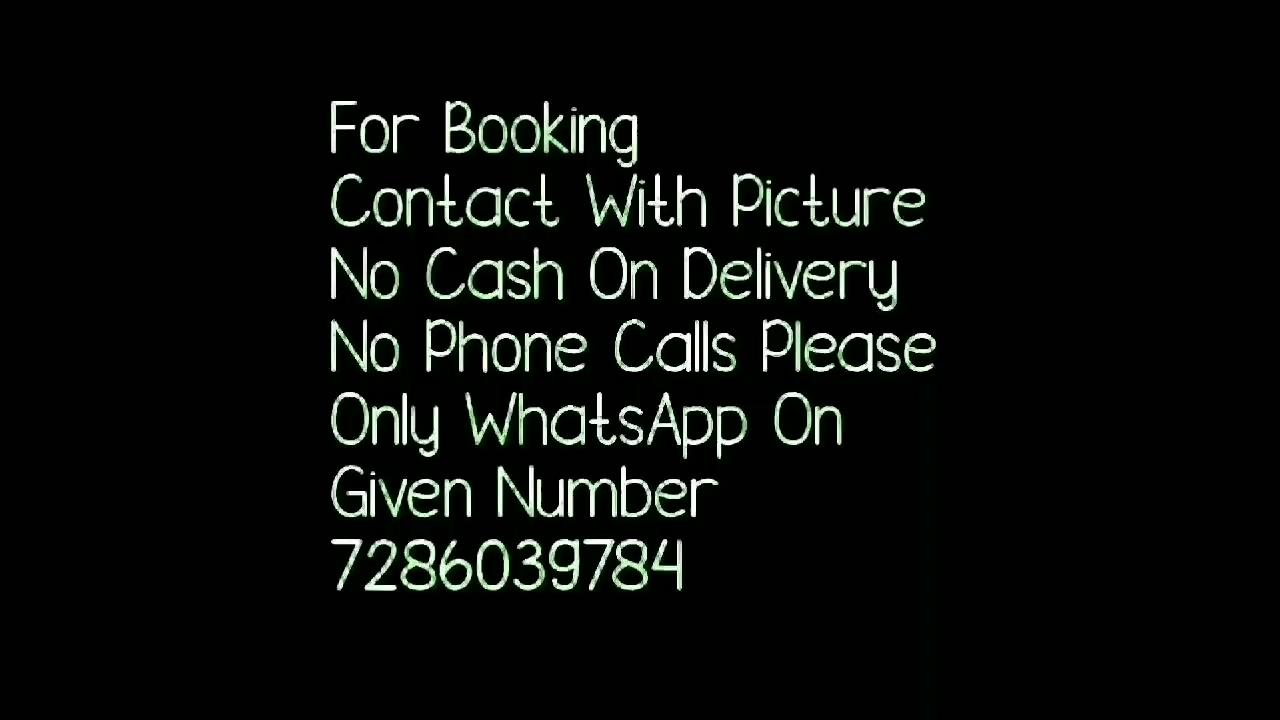 For Booking
Contact With Picture
No Cash On Delivery
No Phone Calls Please
Only WhatsApp On
Given Number
7286039784